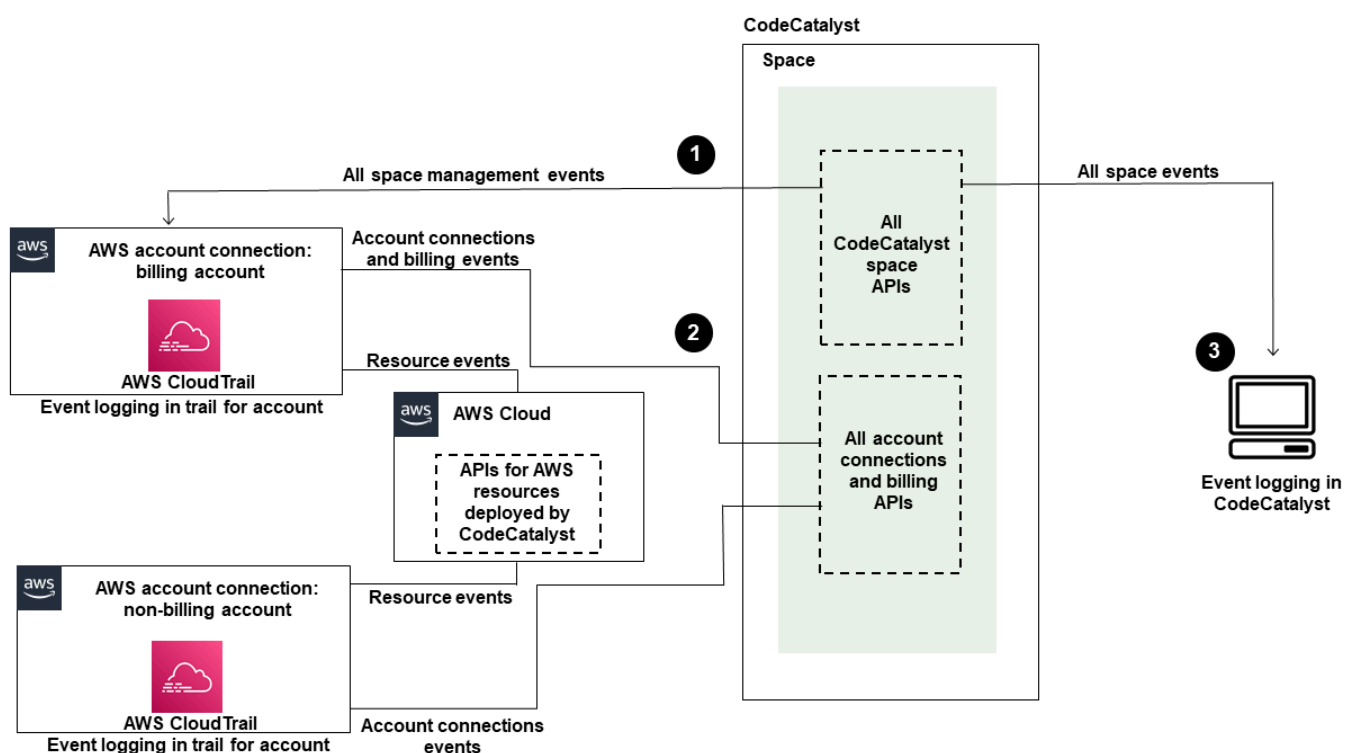 CodeCatalyst
Space
1
All space management events
All space events
All
CodeCatalyst
space
APIs
aws
AWS account connection:
billing account
AWS CloudTrail
Event logging in trail for account
Account connections
and billing events
2
Resource events
3
Event logging in
CodeCatalyst
aws
AWS Cloud
APIs for AWS
resources
deployed by
CodeCatalyst
All account
connections
and billing
APIs
aws
AWS account connection:
non-billing account
AWS CloudTrail
Event logging in trail for account
Resource events
Account connections
events